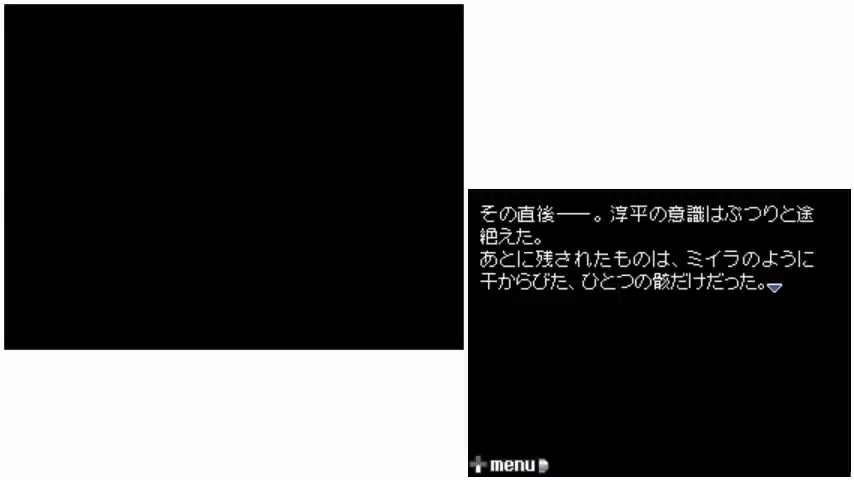 その直後――。淳平の意識はぷつりと途
絶えた。
あとに残されたものは、ミイラのように
干からびた、ひとつの骸だけだった。
menu